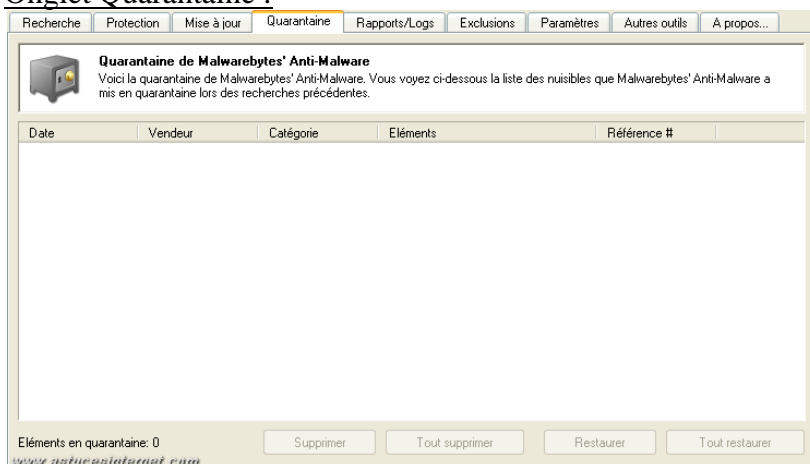 Onglet Quarantaine :
Recherche Protection Mise à jour Quarantaine Rapports/Logs Exclusions Paramètres Autres outils A propos...
Quarantaine de Malwarebytes' Anti-Malware
Voici la quarantaine de Malwarebytes' Anti-Malware. Vous voyez ci-dessous la liste des nuisibles que Malwarebytes' Anti-Malware a
mis en quarantaine lors des recherches précédentes.
Date Vendeur Catégorie Eléments Référence #
Eléments en quarantaine: 0 Supprimer Tout supprimer Restaurer Tout restaurer
www.astucesinternet.com